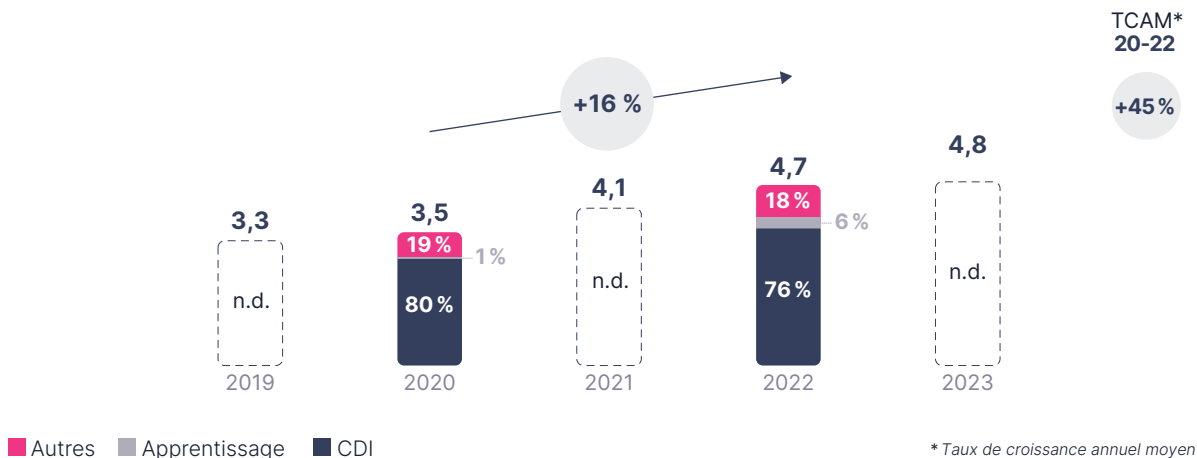 TCAM*
20-22
+16 %
+45 %
3,3
3,5
4,1
4,7
4,8
n.d.
19 %
1 %
80 %
n.d.
18 %
6 %
76 %
n.d.
2019
2020
2021
2022
2023
Autres
Apprentissage
CDI
* Taux de croissance annuel moyen